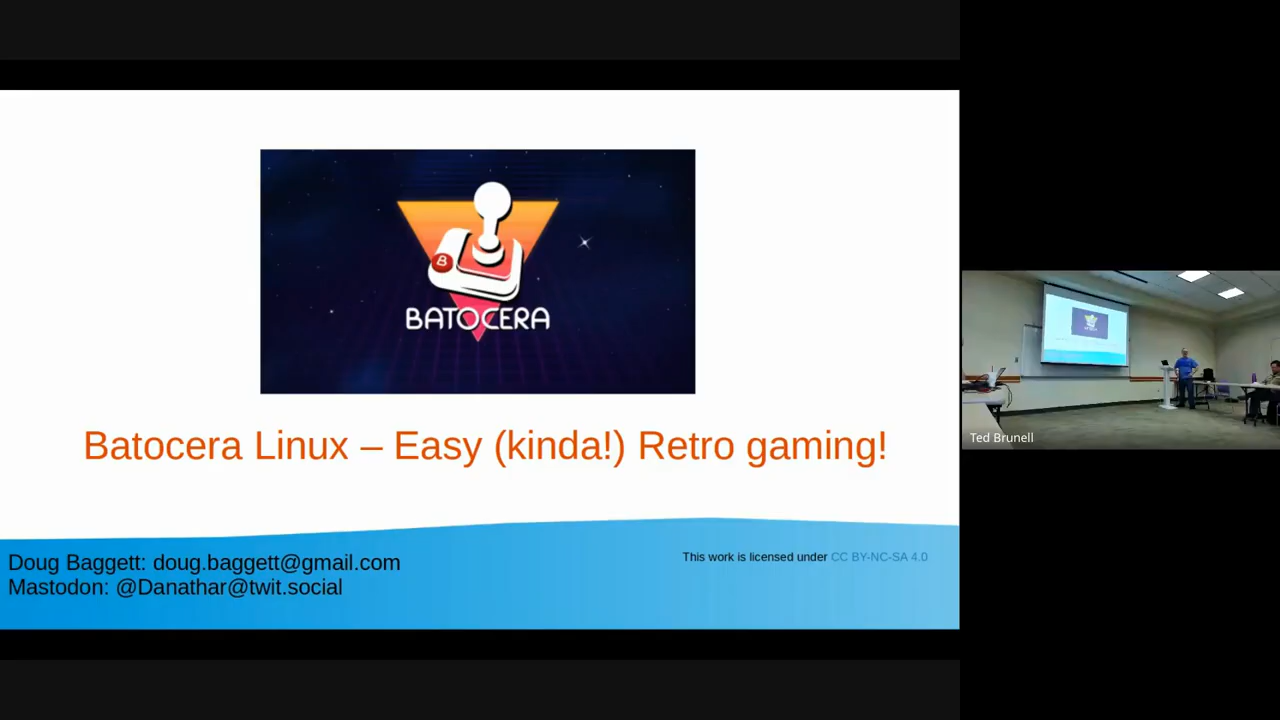 B
BATOCERA
Batocera Linux – Easy (kinda!) Retro gaming!
Doug Baggett: doug.baggett@gmail.com
Mastodon: @Danathar@twit.social
This work is licensed under CC BY-NC-SA 4.0
Ted Brunell